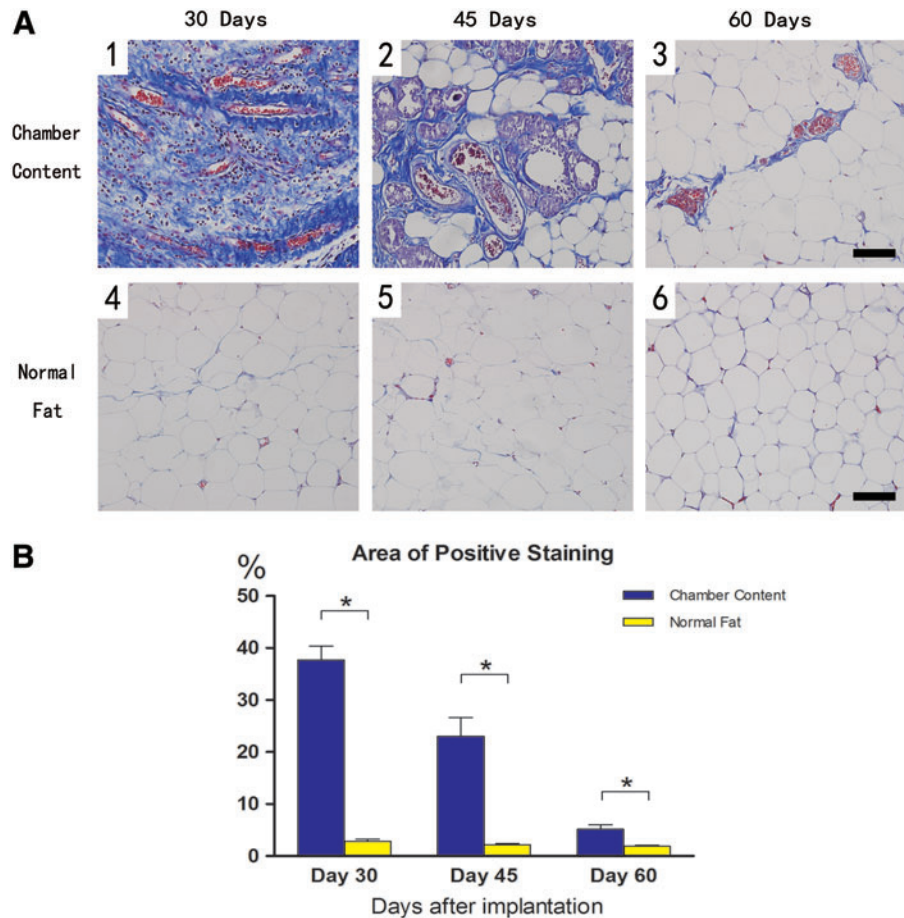 A
30 Days
45 Days
60 Days
Chamber
Content
1
2
3
Normal
Fat
4
5
6
B
Area of Positive Staining
%
Chamber Content
Normal Fat
50
40
30
20
10
0
*
*
*
Day 30
Day 45
Day 60
Days after implantation